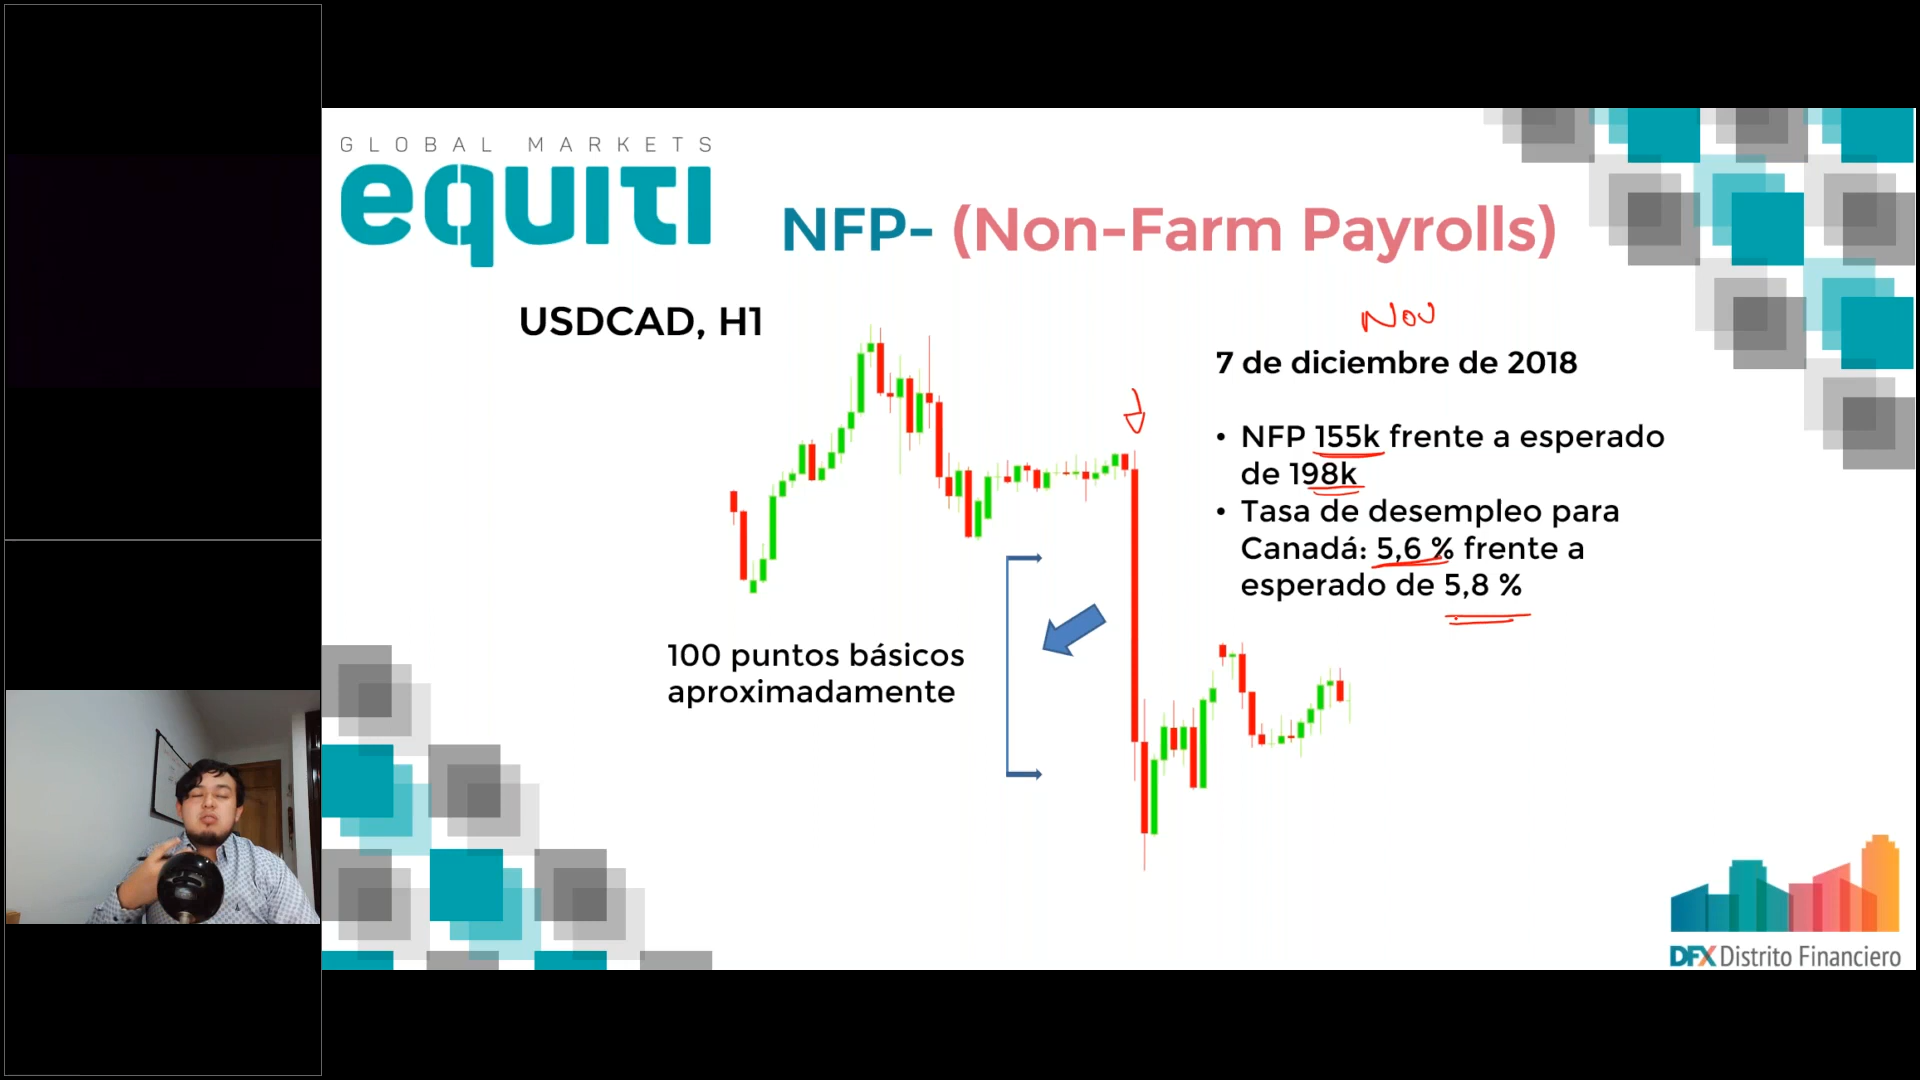 GLOBAL MARKETS
equiti
NFP- (Non-Farm Payrolls)
USDCAD, H1
Nov
7 de diciembre de 2018
• NFP 155k frente a esperado
de 198k
• Tasa de desempleo para
Canadá: 5,6 % frente a
esperado de 5,8 %
100 puntos básicos
aproximadamente
DFX Distrito Financiero